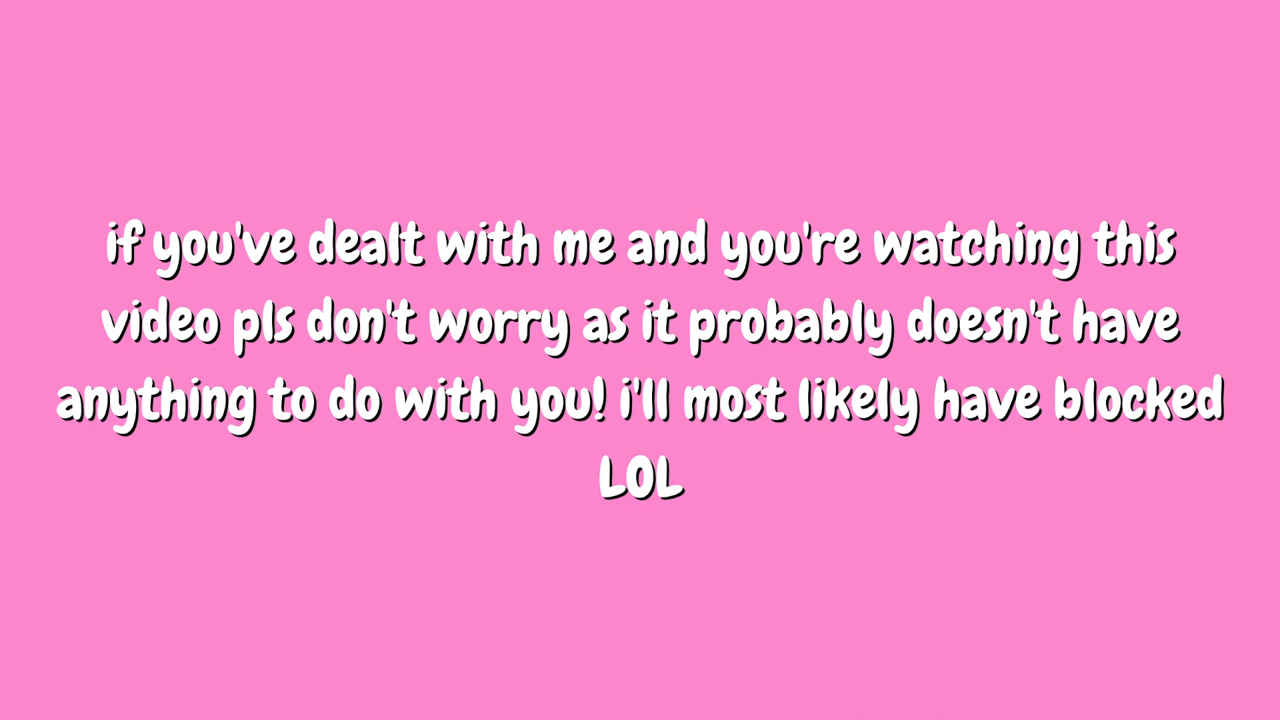 if you've dealt with me and you're watching this
video pls don't worry as it probably doesn't have
anything to do with you! i'll most likely have blocked
LOL